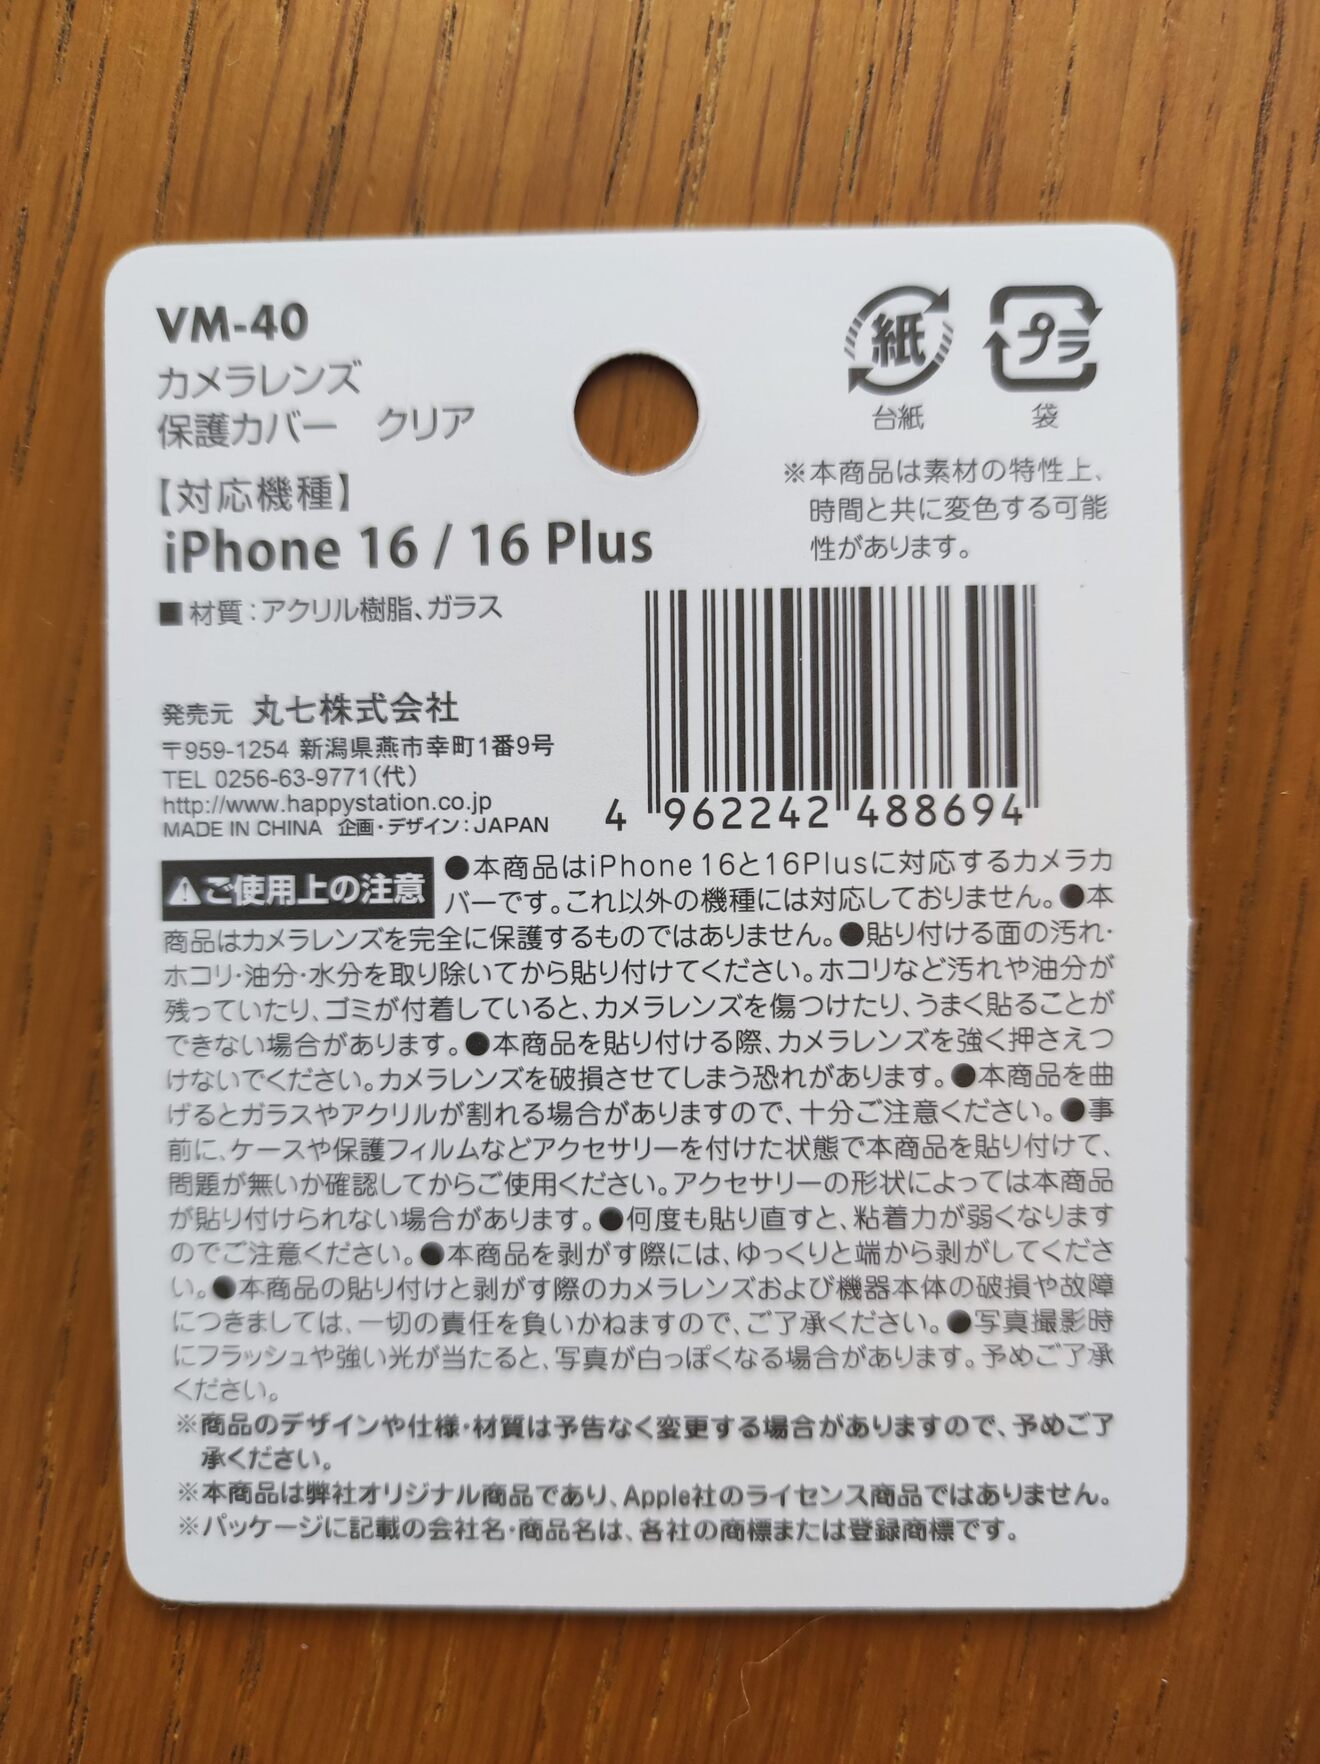 VM-40
カメラレンズ
保護カバー　クリア
【対応機種】
iPhone 16 / 16 Plus
■材質：アクリル樹脂、ガラス
紙
台紙
プラ
袋
※本商品は素材の特性上、
時間と共に変色する可能
性があります。
発売元 丸七株式会社
〒959-1254 新潟県燕市幸町1番9号
TEL 0256-63-9771(代)
http://www.happystation.co.jp
MADE IN CHINA 企画・デザイン：JAPAN
4 962242 488694
ご使用上の注意
●本商品はiPhone16と16Plusに対応するカメラカ
バーです。これ以外の機種には対応しておりません。●本
商品はカメラレンズを完全に保護するものではありません。●貼り付ける面の汚れ・
ホコリ・油分・水分を取り除いてから貼り付けてください。ホコリなど汚れや油分が
残っていたり、ゴミが付着していると、カメラレンズを傷つけたり、うまく貼ることが
できない場合があります。●本商品を貼り付ける際、カメラレンズを強く押さえつ
けないでください。カメラレンズを破損させてしまう恐れがあります。●本商品を曲
げるとガラスやアクリルが割れる場合がありますので、十分ご注意ください。●事
前に、ケースや保護フィルムなどアクセサリーを付けた状態で本商品を貼り付けて、
問題が無いか確認してからご使用ください。アクセサリーの形状によっては本商品
が貼り付けられない場合があります。●何度も貼り直すと、粘着力が弱くなります
のでご注意ください。●本商品を剥がす際には、ゆっくりと端から剥がしてくださ
い。●本商品の貼り付けと剥がす際のカメラレンズおよび機器本体の破損や故障
につきましては、一切の責任を負いかねますので、ご了承ください。●写真撮影時
にフラッシュや強い光が当たると、写真が白っぽくなる場合があります。予めご了承
ください。
※商品のデザインや仕様・材質は予告なく変更する場合がありますので、予めご了
承ください。
※本商品は弊社オリジナル商品であり、Apple社のライセンス商品ではありません。
※パッケージに記載の会社名・商品名は、各社の商標または登録商標です。